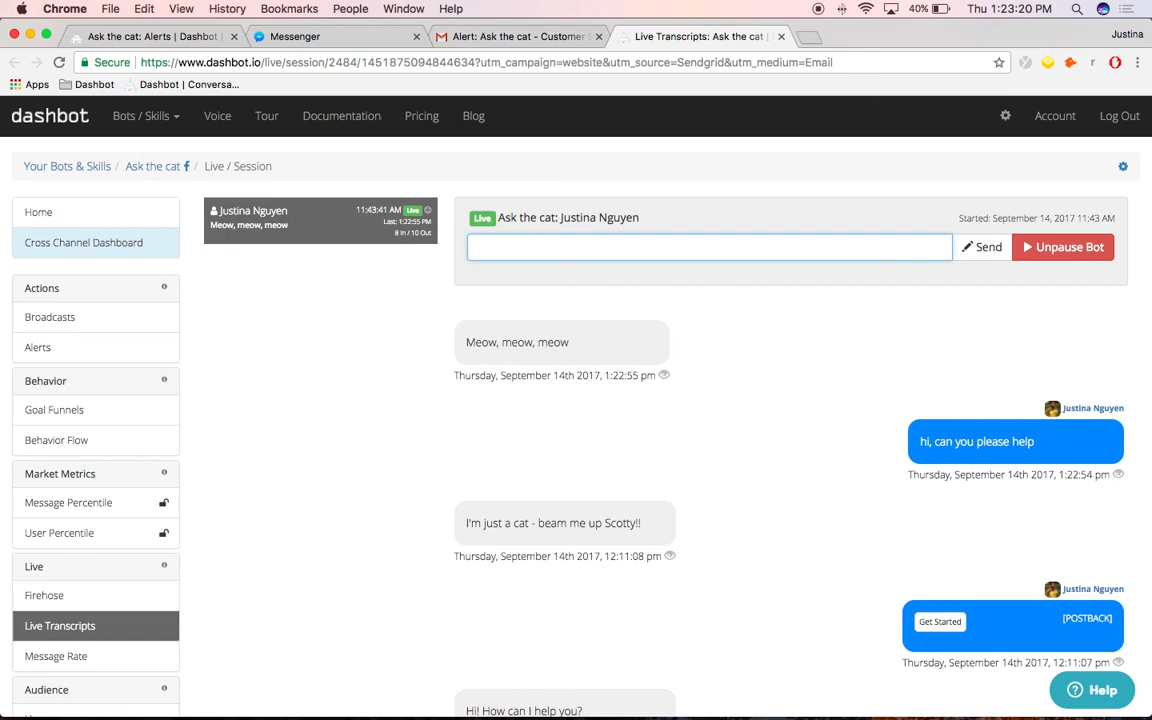 Chrome File Edit View History Bookmarks People Window Help 40% Thu 1:23:20 PM
Ask the cat: Alerts | Dashbot | Messenger Alert: Ask the cat - Customer S Live Transcripts: Ask the cat | Justina
Secure https://www.dashbot.io/live/session/2484/1451875094844634?utm_campaign=website&utm_source=Sendgrid&utm_medium=Email
Apps Dashbot Dashbot | Conversa...
dashbot Bots / Skills Voice Tour Documentation Pricing Blog Account Log Out
Your Bots & Skills / Ask the cat / Live / Session
Home
Cross Channel Dashboard
Actions
Broadcasts
Alerts
Behavior
Goal Funnels
Behavior Flow
Market Metrics
Message Percentile
User Percentile
Live
Firehose
Live Transcripts
Message Rate
Audience
Justina Nguyen 11:43:41 AM Live
Meow, meow, meow Last: 1:22:55 PM
8 In / 10 Out
Live Ask the cat: Justina Nguyen Started: September 14, 2017 11:43 AM
Send Unpause Bot
Meow, meow, meow
Thursday, September 14th 2017, 1:22:55 pm
Justina Nguyen
hi, can you please help
Thursday, September 14th 2017, 1:22:54 pm
I'm just a cat - beam me up Scotty!!
Thursday, September 14th 2017, 12:11:08 pm
Justina Nguyen
Get Started [POSTBACK]
Thursday, September 14th 2017, 12:11:07 pm
Hi! How can I help you?
Help